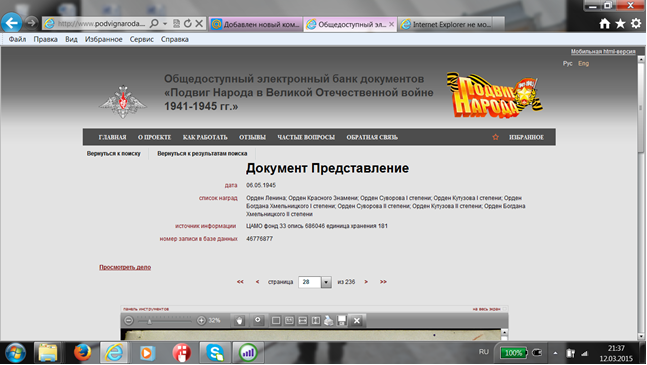 http://www.podvignaroda...
Добавлен новый ком...
Общедоступный эл...
Internet Explorer не мо...
Файл Правка Вид Избранное Сервис Справка
Мобильная html-версия
Рус Eng
Общедоступный электронный банк документов
«Подвиг Народа в Великой Отечественной войне
1941-1945 гг.»
ПОДВИГ
НАРОДА
ГЛАВНАЯ О ПРОЕКТЕ КАК РАБОТАТЬ ОТЗЫВЫ ЧАСТЫЕ ВОПРОСЫ ОБРАТНАЯ СВЯЗЬ ИЗБРАННОЕ
Вернуться к поиску Вернуться к результатам поиска
Документ Представление
дата 06.05.1945
список наград Орден Ленина; Орден Красного Знамени; Орден Суворова I степени; Орден Кутузова I степени; Орден
Богдана Хмельницкого I степени; Орден Суворова II степени; Орден Кутузова II степени; Орден Богдана
Хмельницкого II степени
источник информации ЦАМО фонд 33 опись 686046 единица хранения 181
номер записи в базе данных 46776877
Просмотреть дело
<< < страница 28 из 236 > >>
панель инструментов на весь экран
32%
RU 100% 21:37
12.03.2015